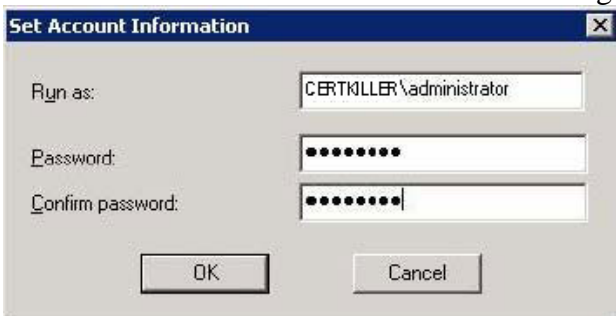 Set Account Information
Run as: CERTKILLER\administrator
Password: ●●●●●●●●
Confirm password: ●●●●●●●●
OK Cancel